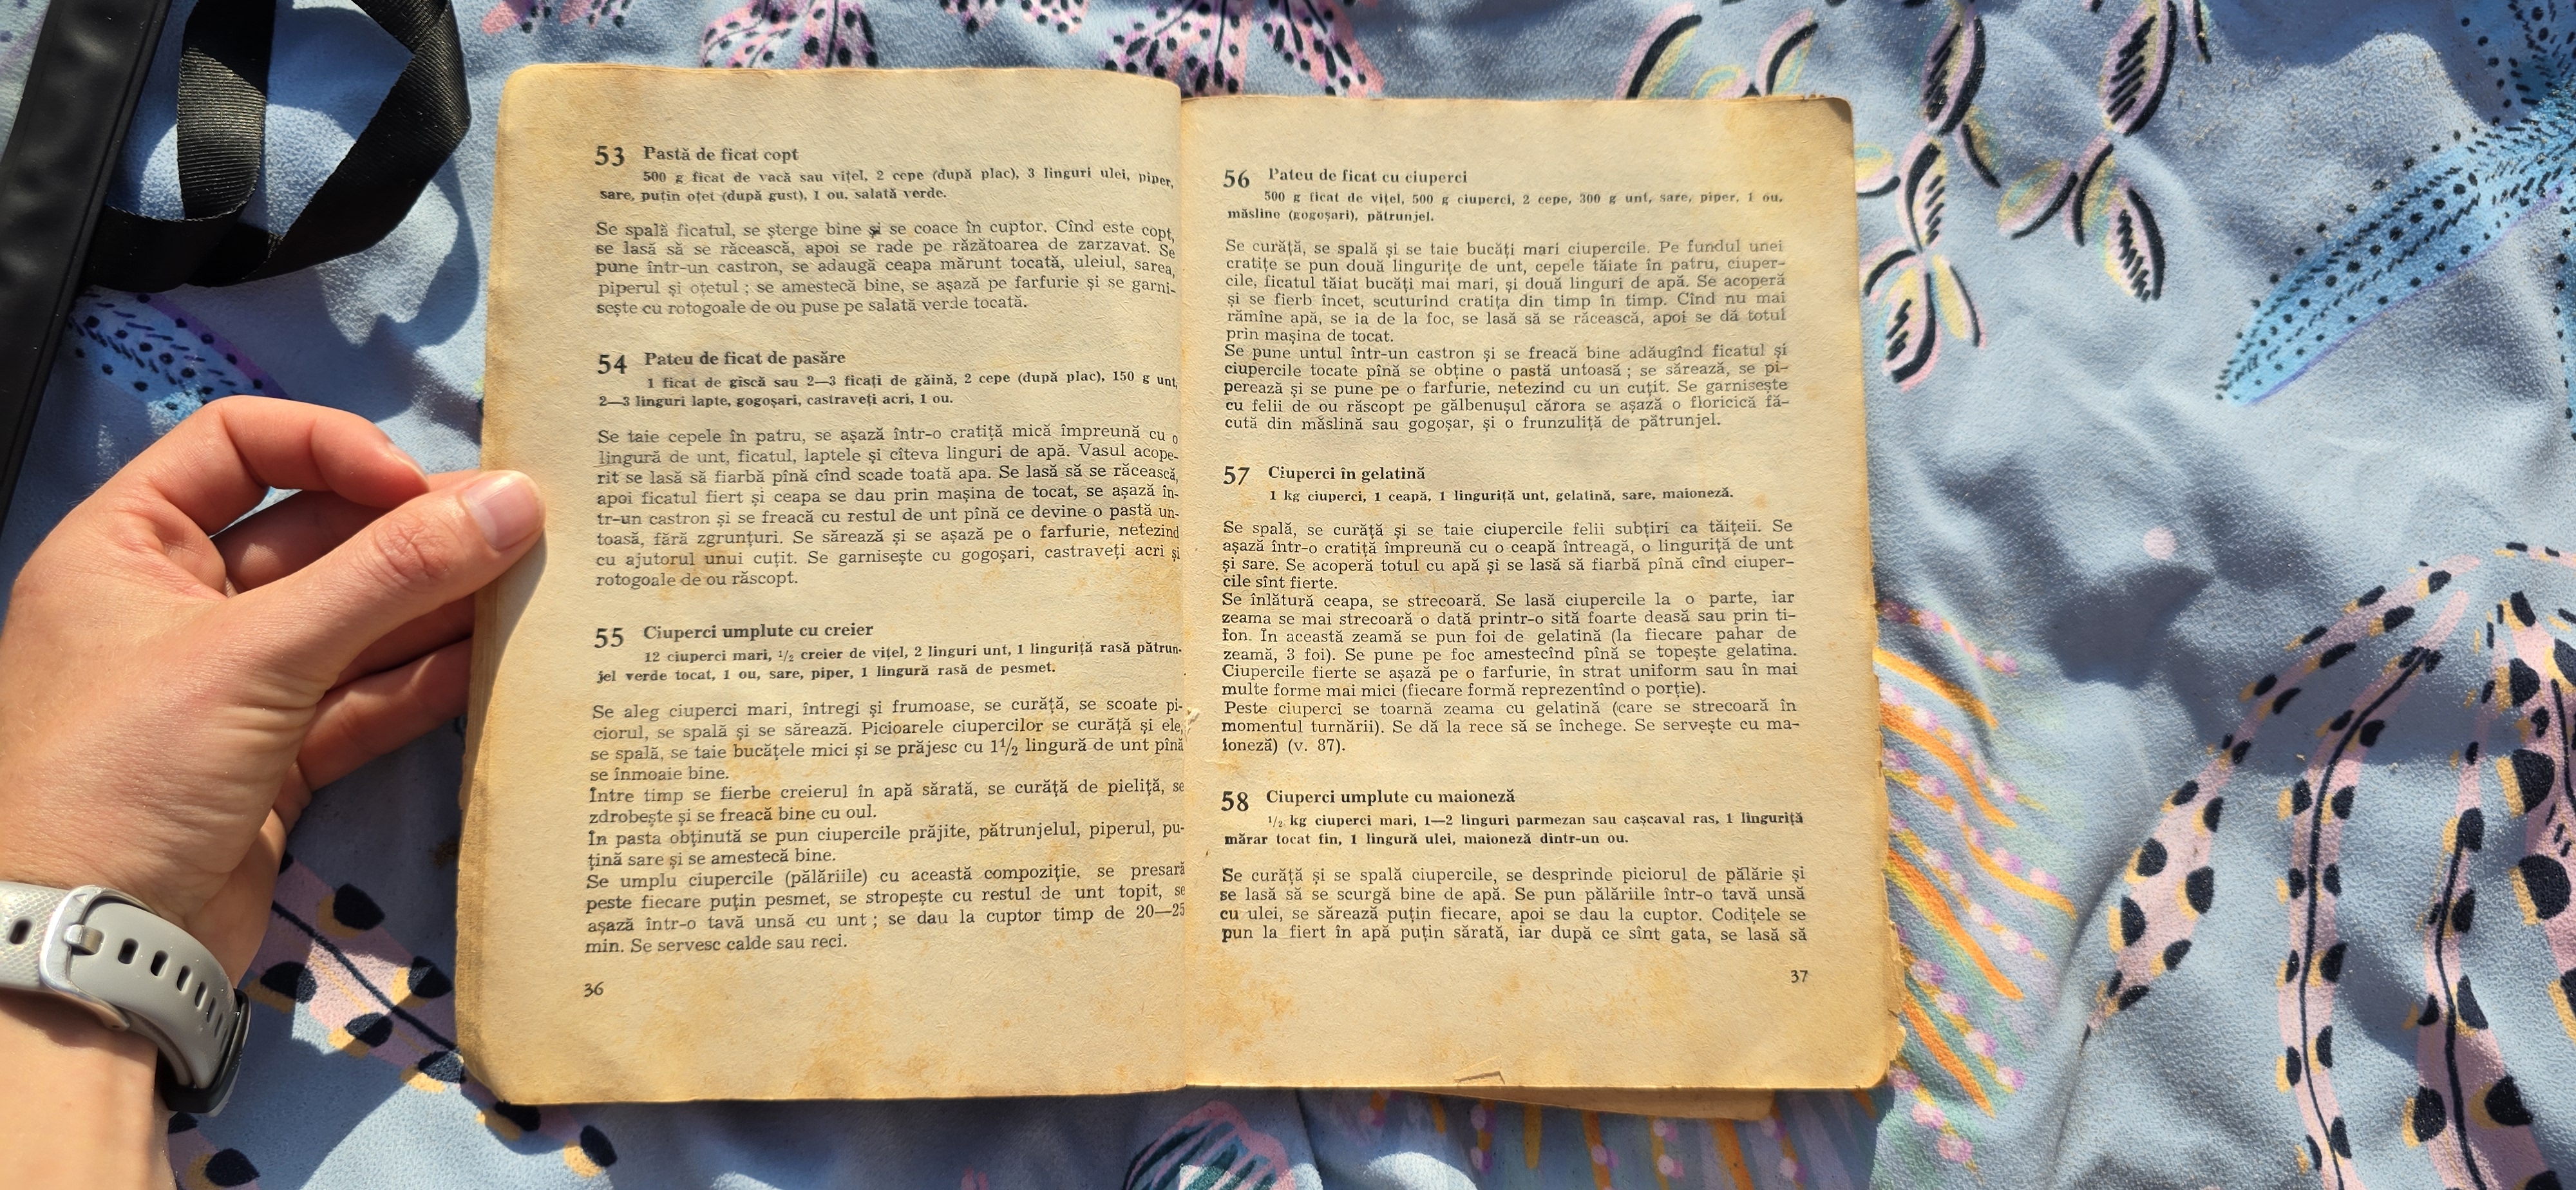 53 Pastă de ficat copt
500 g ficat de vacă sau vițel, 2 cepe (după plac), 3 linguri ulei, piper,
sare, puțin oțet (după gust), 1 ou, salată verde.
Se spală ficatul, se șterge bine și se coace în cuptor. Cînd este copt,
se lasă să se răcească, apoi se rade pe răzătoarea de zarzavat. Se
pune într-un castron, se adaugă ceapa mărunt tocată, uleiul, sarea,
piperul și oțetul ; se amestecă bine, se așază pe farfurie și se garni-
sește cu rotogoale de ou puse pe salată verde tocată.
54 Pateu de ficat de pasăre
1 ficat de gîscă sau 2—3 ficați de găină, 2 cepe (după plac), 150 g unt,
2—3 linguri lapte, gogoșari, castraveți acri, 1 ou.
Se taie cepele în patru, se așază într-o cratiță mică împreună cu o
lingură de unt, ficatul, laptele și cîteva linguri de apă. Vasul acope-
rit se lasă să fiarbă pînă cînd scade toată apa. Se lasă să se răcească,
apoi ficatul fiert și ceapa se dau prin mașina de tocat, se așază în-
tr-un castron și se freacă cu restul de unt pînă ce devine o pastă un-
toasă, fără zgrunțuri. Se sărează și se așază pe o farfurie, netezind
cu ajutorul unui cuțit. Se garnisește cu gogoșari, castraveți acri și
rotogoale de ou răscopt.
55 Ciuperci umplute cu creier
12 ciuperci mari, 1/2 creier de vițel, 2 linguri unt, 1 linguriță rasă pătrun-
jel verde tocat, 1 ou, sare, piper, 1 lingură rasă de pesmet.
Se aleg ciuperci mari, întregi și frumoase, se curăță, se scoate pi-
ciorul, se spală și se sărează. Picioarele ciupercilor se curăță și ele,
se spală, se taie bucățele mici și se prăjesc cu 1 1/2 lingură de unt pînă
se înmoaie bine.
Între timp se fierbe creierul în apă sărată, se curăță de pieliță, se
zdrobește și se freacă bine cu oul.
În pasta obținută se pun ciupercile prăjite, pătrunjelul, piperul, pu-
țină sare și se amestecă bine.
Se umplu ciupercile (pălăriile) cu această compoziție, se presară
peste fiecare puțin pesmet, se stropește cu restul de unt topit, se
așază într-o tavă unsă cu unt ; se dau la cuptor timp de 20—25
min. Se servesc calde sau reci.
36
56 Pateu de ficat cu ciuperci
500 g ficat de vițel, 500 g ciuperci, 2 cepe, 300 g unt, sare, piper, 1 ou,
măsline (gogoșari), pătrunjel.
Se curăță, se spală și se taie bucăți mari ciupercile. Pe fundul unei
cratițe se pun două lingurițe de unt, cepele tăiate în patru, ciuper-
cile, ficatul tăiat bucăți mai mari, și două linguri de apă. Se acoperă
și se fierb încet, scuturînd cratița din timp în timp. Cînd nu mai
rămîne apă, se ia de la foc, se lasă să se răcească, apoi se dă totul
prin mașina de tocat.
Se pune untul într-un castron și se freacă bine adăugînd ficatul și
ciupercile tocate pînă se obține o pastă untoasă ; se sărează, se pi-
perează și se pune pe o farfurie, netezind cu un cuțit. Se garnisește
cu felii de ou răscopt pe gălbenușul cărora se așază o floricică fă-
cută din măslină sau gogoșar, și o frunzuliță de pătrunjel.
57 Ciuperci în gelatină
1 kg ciuperci, 1 ceapă, 1 linguriță unt, gelatină, sare, maioneză.
Se spală, se curăță și se taie ciupercile felii subțiri ca tăițeii. Se
așază într-o cratiță împreună cu o ceapă întreagă, o linguriță de unt
și sare. Se acoperă totul cu apă și se lasă să fiarbă pînă cînd ciuper-
cile sînt fierte.
Se înlătură ceapa, se strecoară. Se lasă ciupercile la o parte, iar
zeama se mai strecoară o dată printr-o sită foarte deasă sau prin ti-
fon. În această zeamă se pun foi de gelatină (la fiecare pahar de
zeamă, 3 foi). Se pune pe foc amestecînd pînă se topește gelatina.
Ciupercile fierte se așază pe o farfurie, în strat uniform sau în mai
multe forme mai mici (fiecare formă reprezentînd o porție).
Peste ciuperci se toarnă zeama cu gelatină (care se strecoară în
momentul turnării). Se dă la rece să se închege. Se servește cu ma-
ioneză) (v. 87).
58 Ciuperci umplute cu maioneză
1/2 kg ciuperci mari, 1—2 linguri parmezan sau cașcaval ras, 1 linguriță
mărar tocat fin, 1 lingură ulei, maioneză dintr-un ou.
Se curăță și se spală ciupercile, se desprinde piciorul de pălărie și
se lasă să se scurgă bine de apă. Se pun pălăriile într-o tavă unsă
cu ulei, se sărează puțin fiecare, apoi se dau la cuptor. Codițele se
pun la fiert în apă puțin sărată, iar după ce sînt gata, se lasă să
37